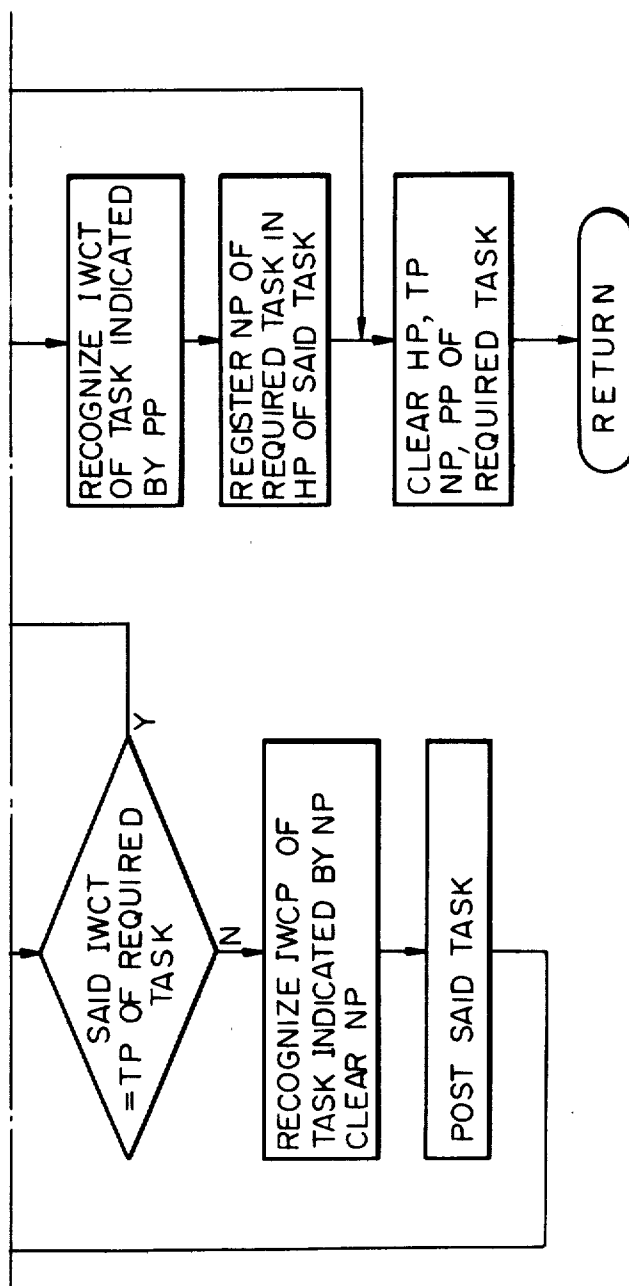 SAID IWCT
=TP OF REQUIRED
TASK
Y
N
RECOGNIZE IWCP OF
TASK INDICATED BY NP
CLEAR NP
POST SAID TASK
RECOGNIZE IWCT
OF TASK INDICATED
BY PP
REGISTER NP OF
REQUIRED TASK IN
HP OF SAID TASK
CLEAR HP, TP
NP, PP OF
REQUIRED TASK
RETURN